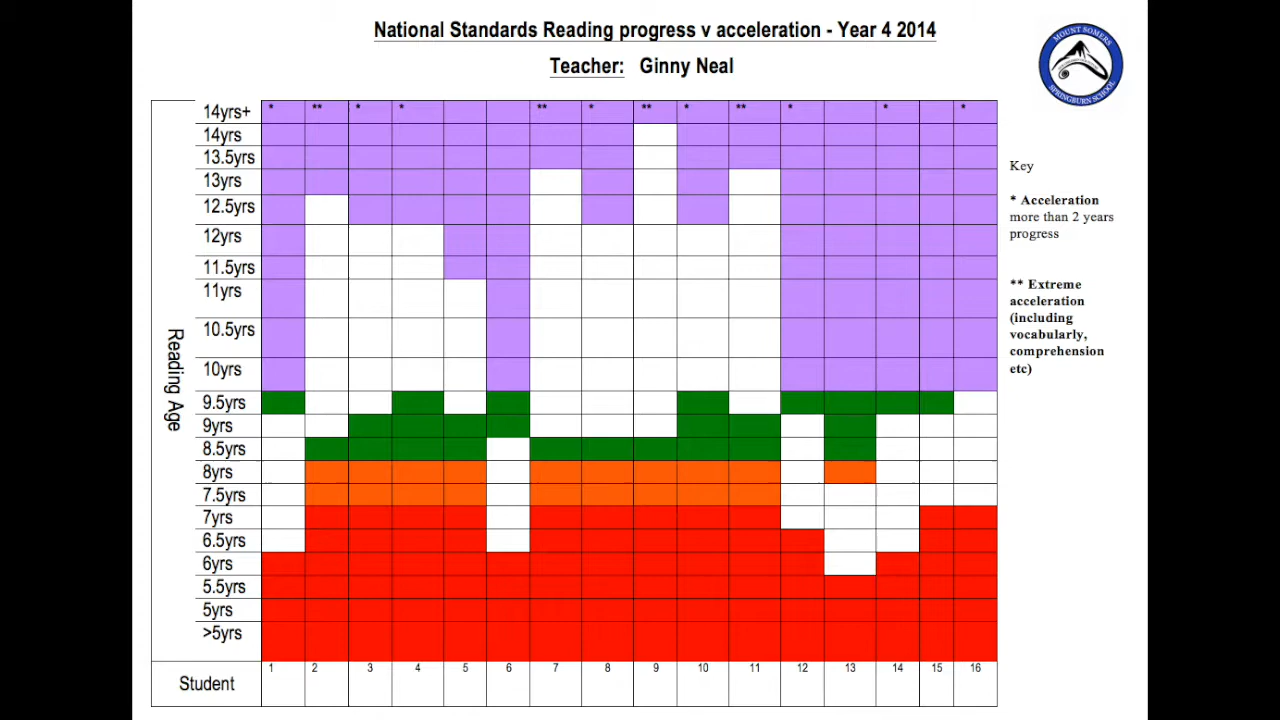 National Standards Reading progress v acceleration - Year 4 2014
Teacher: Ginny Neal
MOUNT SOMERS
SPRINGBURN SCHOOL
14yrs+ * ** * * ** * ** * ** * * *
14yrs
13.5yrs
13yrs
12.5yrs
12yrs
11.5yrs
11yrs
10.5yrs
10yrs
9.5yrs
9yrs
8.5yrs
8yrs
7.5yrs
7yrs
6.5yrs
6yrs
5.5yrs
5yrs
>5yrs
Reading Age
Student 1 2 3 4 5 6 7 8 9 10 11 12 13 14 15 16
Key
* Acceleration
more than 2 years
progress
** Extreme
acceleration
(including
vocabularly,
comprehension
etc)